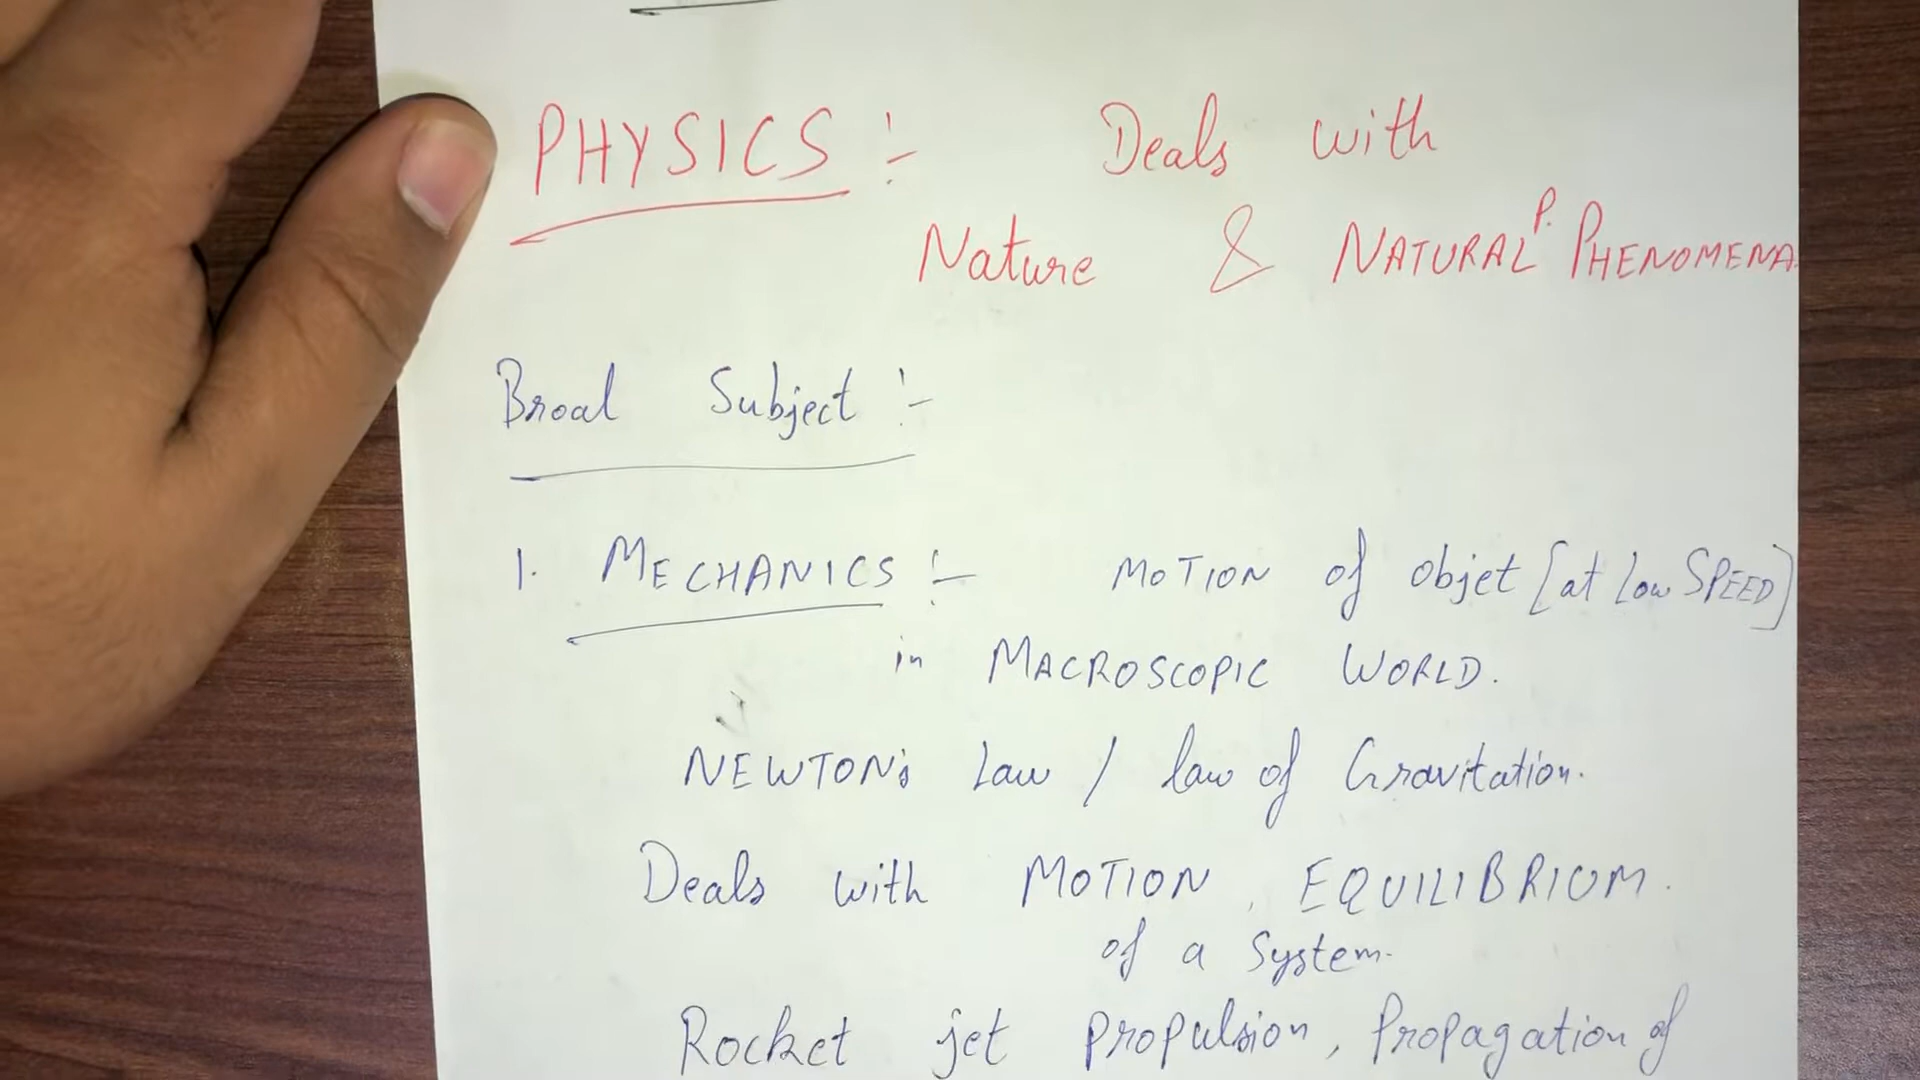 PHYSICS :- Deals with
Nature & NATURAL P. PHENOMENA.
Broal Subject :-
1. MECHANICS :- MOTION of objet [at low SPEED]
in MACROSCOPIC WORLD.
NEWTON's Law / law of Gravitation.
Deals with MOTION, EQUILIBRIUM.
of a System.
Rocket jet propulsion, Propagation of